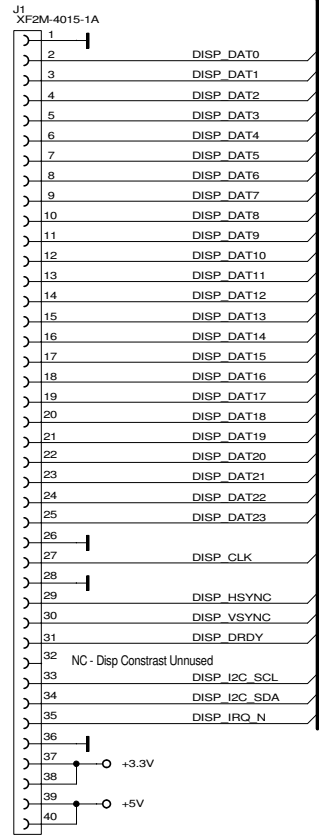 J1
XF2M-4015-1A
1
2 DISP_DAT0
3 DISP_DAT1
4 DISP_DAT2
5 DISP_DAT3
6 DISP_DAT4
7 DISP_DAT5
8 DISP_DAT6
9 DISP_DAT7
10 DISP_DAT8
11 DISP_DAT9
12 DISP_DAT10
13 DISP_DAT11
14 DISP_DAT12
15 DISP_DAT13
16 DISP_DAT14
17 DISP_DAT15
18 DISP_DAT16
19 DISP_DAT17
20 DISP_DAT18
21 DISP_DAT19
22 DISP_DAT20
23 DISP_DAT21
24 DISP_DAT22
25 DISP_DAT23
26
27 DISP_CLK
28
29 DISP_HSYNC
30 DISP_VSYNC
31 DISP_DRDY
32 NC - Disp Constrast Unnused
33 DISP_I2C_SCL
34 DISP_I2C_SDA
35 DISP_IRQ_N
36
37 +3.3V
38
39 +5V
40